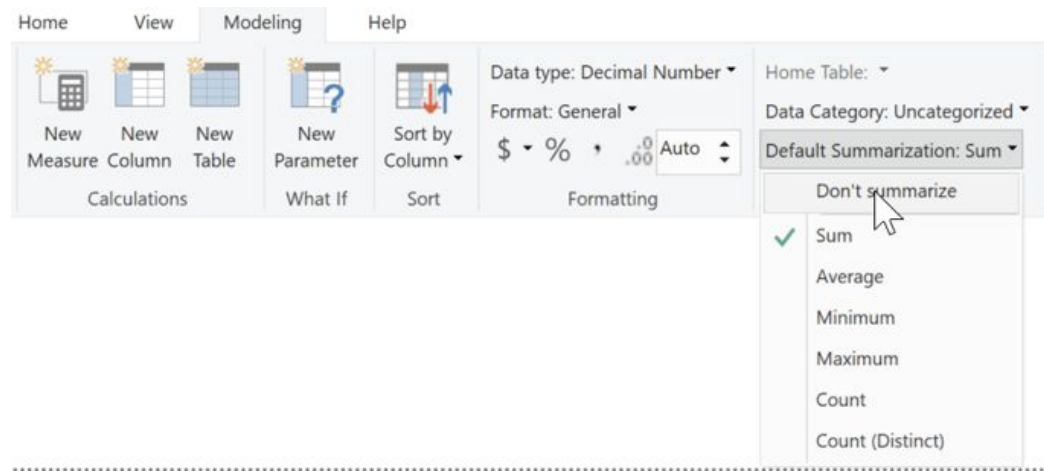 Home View Modeling Help
New Measure
New Column
New Table
Calculations
New Parameter
What If
Sort by Column
Sort
Data type: Decimal Number
Format: General
$ % , .00 Auto
Formatting
Home Table:
Data Category: Uncategorized
Default Summarization: Sum
Don't summarize
Sum
Average
Minimum
Maximum
Count
Count (Distinct)